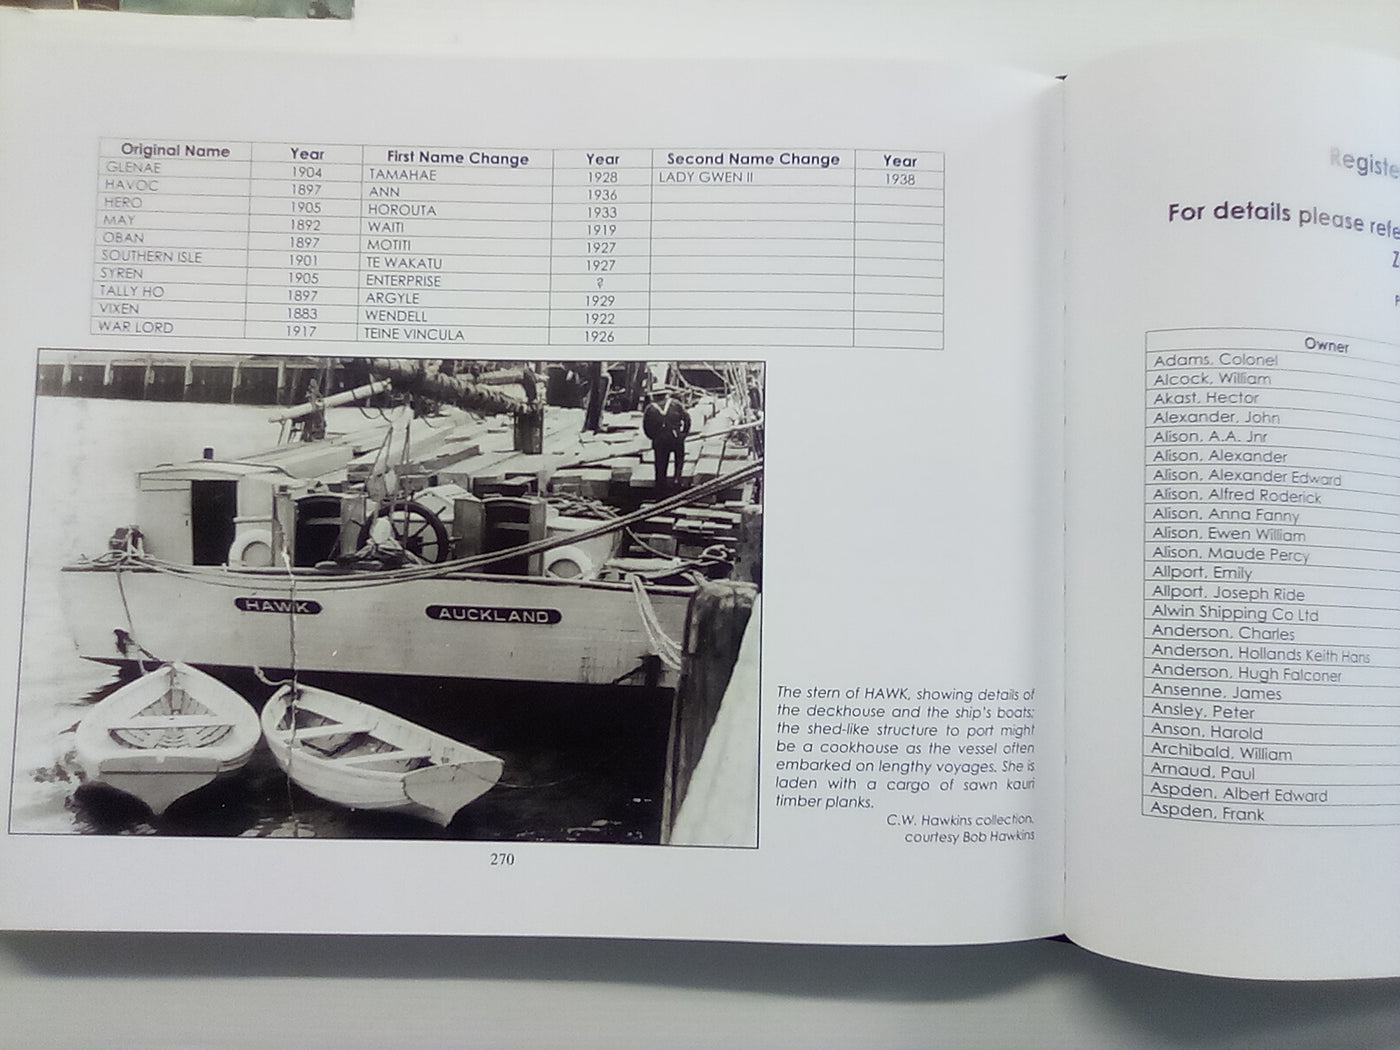 Original Name Year First Name Change Year Second Name Change Year
GLENAE 1904 TAMAHAE 1928 LADY GWEN II 1938
HAVOC 1897 ANN 1936
HERO 1905 HOROUTA 1933
MAY 1892 WAITI 1919
OBAN 1897 MOTITI 1927
SOUTHERN ISLE 1901 TE WAKATU 1927
SYREN 1905 ENTERPRISE ?
TALLY HO 1897 ARGYLE 1929
VIXEN 1883 WENDELL 1922
WAR LORD 1917 TEINE VINCULA 1926
HAWK
AUCKLAND
The stern of HAWK, showing details of
the deckhouse and the ship's boats;
the shed-like structure to port might
be a cookhouse as the vessel often
embarked on lengthy voyages. She is
laden with a cargo of sawn kauri
timber planks.
C.W. Hawkins collection,
courtesy Bob Hawkins
270
Registe
For details please refe
Owner
Adams, Colonel
Alcock, William
Akast, Hector
Alexander, John
Alison, A.A. Jnr
Alison, Alexander
Alison, Alexander Edward
Alison, Alfred Roderick
Alison, Anna Fanny
Alison, Ewen William
Alison, Maude Percy
Allport, Emily
Allport, Joseph Ride
Alwin Shipping Co Ltd
Anderson, Charles
Anderson, Hollands Keith Hans
Anderson, Hugh Falconer
Ansenne, James
Ansley, Peter
Anson, Harold
Archibald, William
Arnaud, Paul
Aspden, Albert Edward
Aspden, Frank